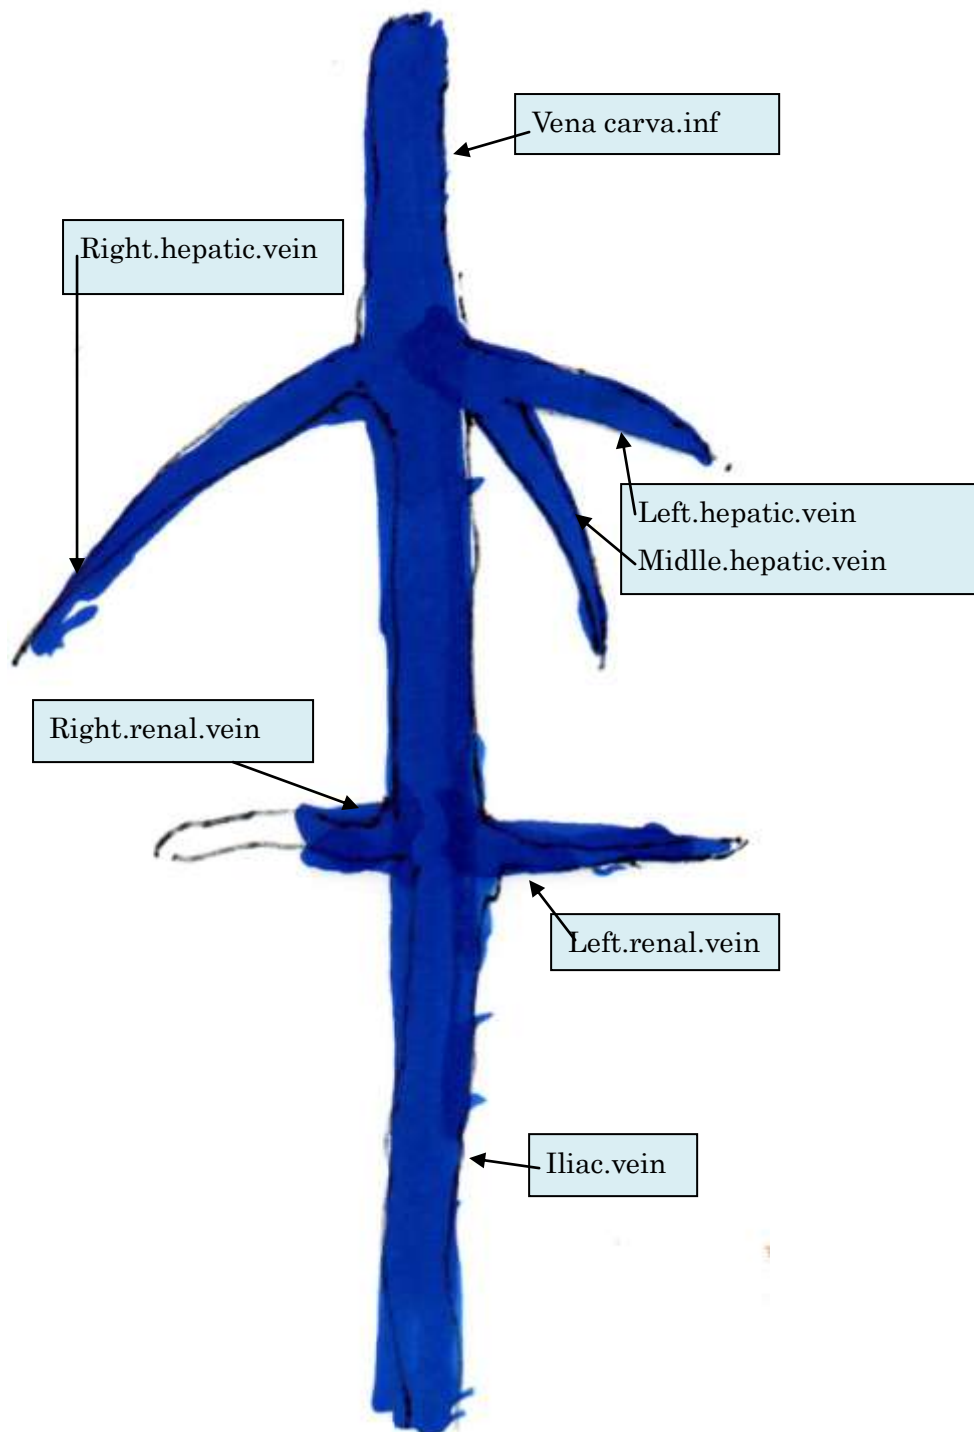 Vena carva.inf
Right.hepatic.vein
Left.hepatic.vein
Midlle.hepatic.vein
Right.renal.vein
Left.renal.vein
Iliac.vein